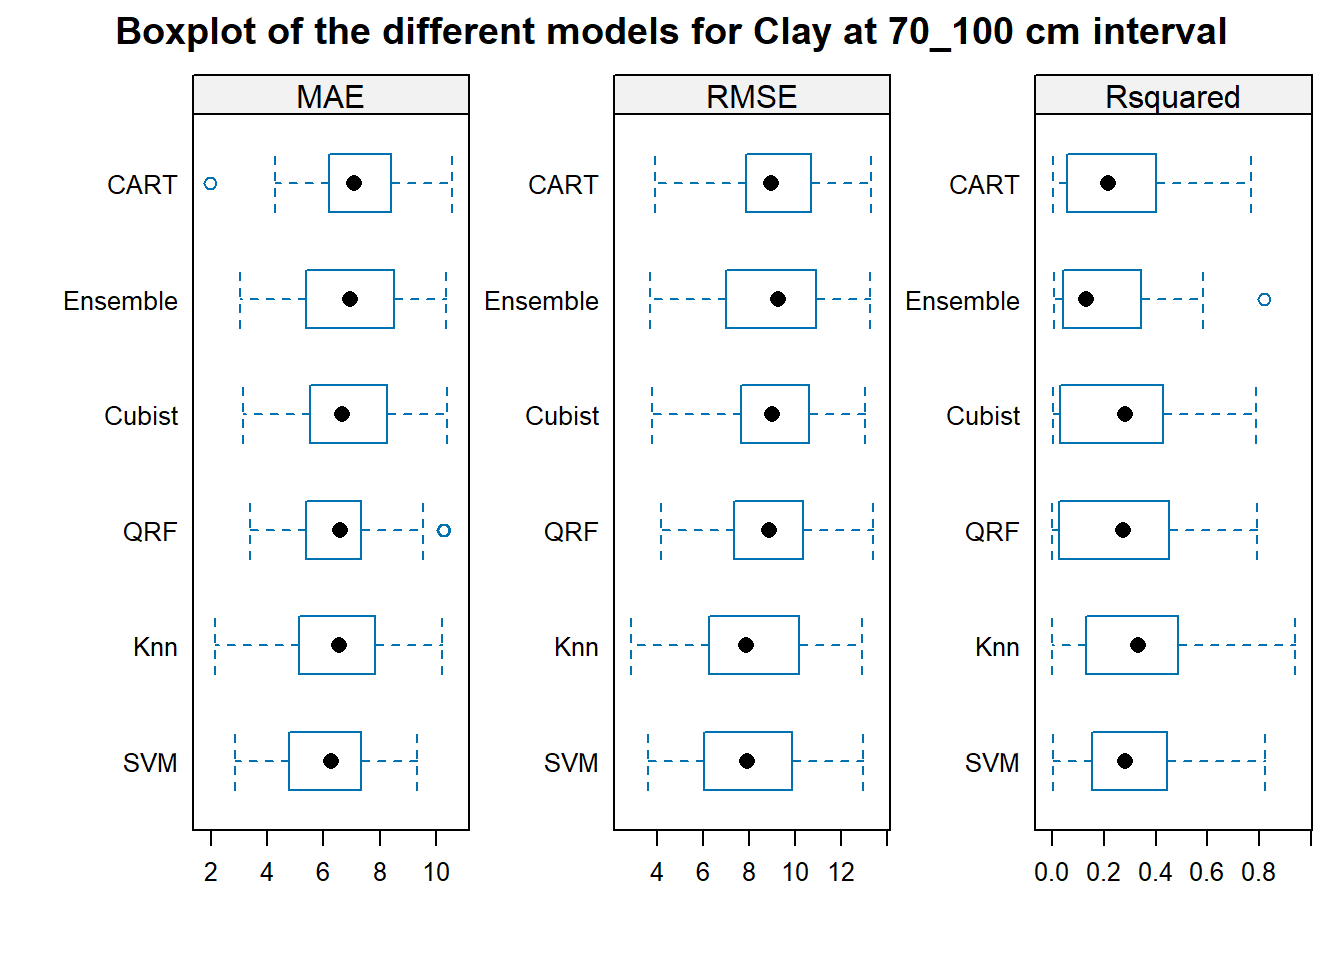 Boxplot of the different models for Clay at 70_100 cm interval
MAE
CART
Ensemble
Cubist
QRF
Knn
SVM
2 4 6 8 10
RMSE
CART
Ensemble
Cubist
QRF
Knn
SVM
4 6 8 10 12
Rsquared
CART
Ensemble
Cubist
QRF
Knn
SVM
0.0 0.2 0.4 0.6 0.8